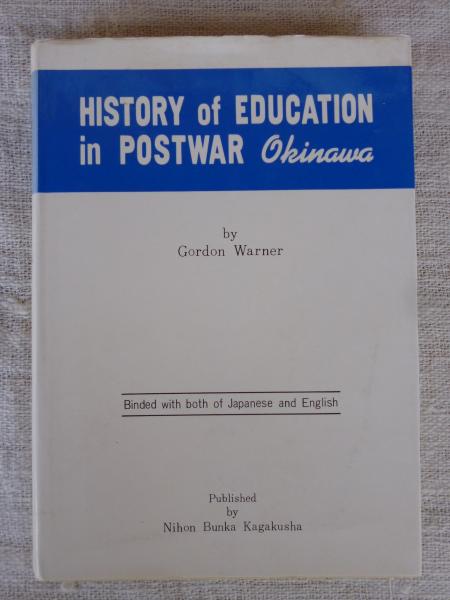 HISTORY of EDUCATION
in POSTWAR Okinawa
by
Gordon Warner
Binded with both of Japanese and English
Published
by
Nihon Bunka Kagakusha